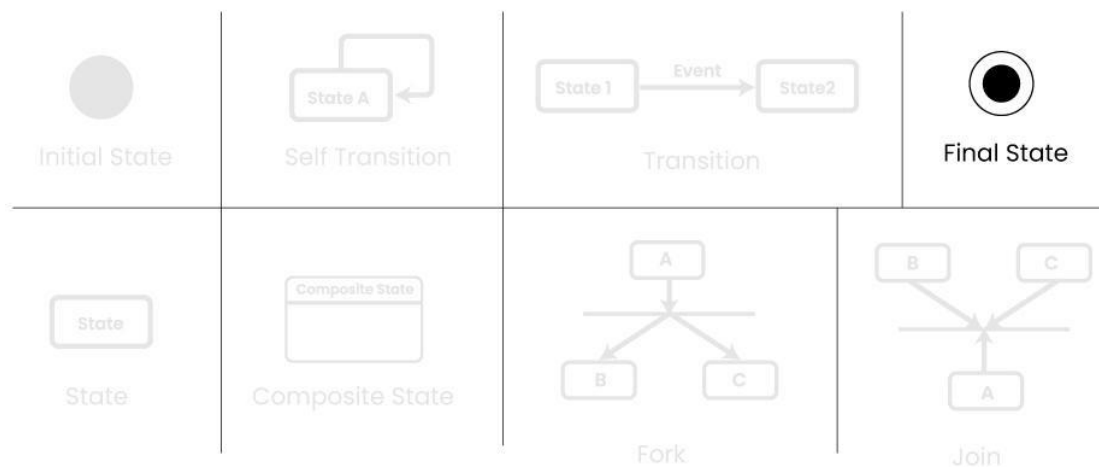 State A
Initial State
Self Transition
State 1
Event
State2
Transition
Final State
State
State
Composite State
Composite State
A
B
C
Fork
B
C
A
Join